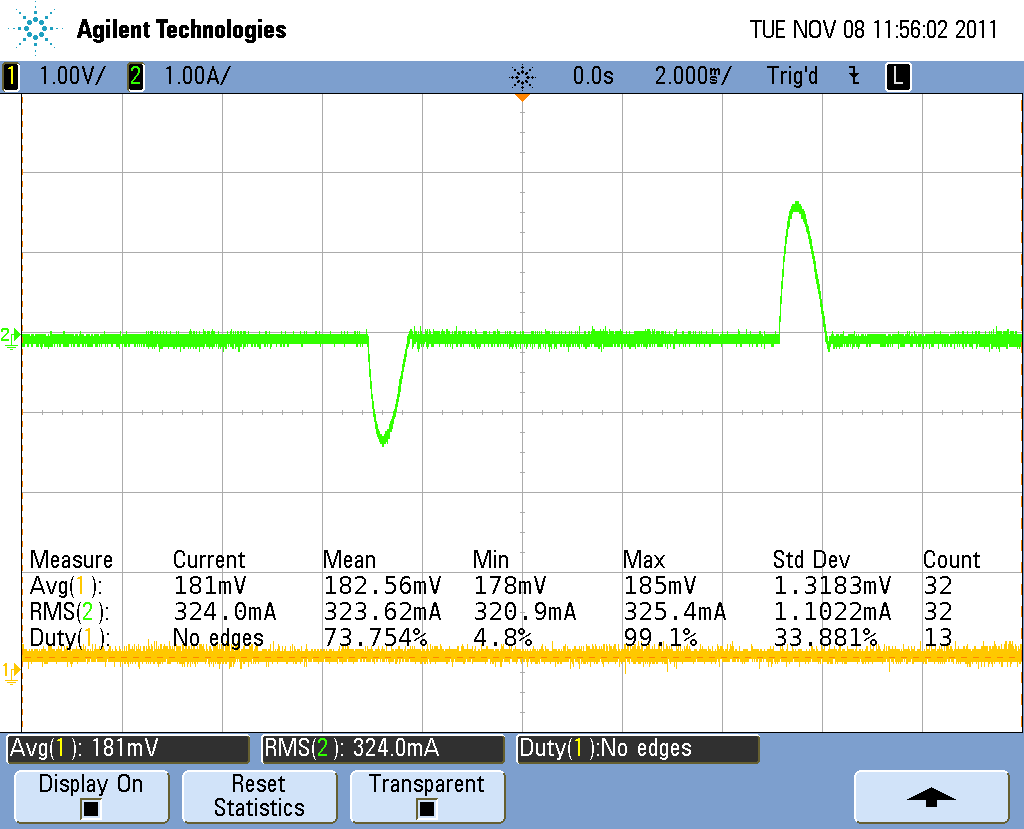 Agilent Technologies TUE NOV 08 11:56:02 2011
1 1.00V/ 2 1.00A/ 0.0s 2.000ms/ Trig'd L
2
Measure Current Mean Min Max Std Dev Count
Avg(1): 181mV 182.56mV 178mV 185mV 1.3183mV 32
RMS(2): 324.0mA 323.62mA 320.9mA 325.4mA 1.1022mA 32
Duty(1): No edges 73.754% 4.8% 99.1% 33.881% 13
1
Avg(1): 181mV RMS(2): 324.0mA Duty(1):No edges
Display On Reset Statistics Transparent